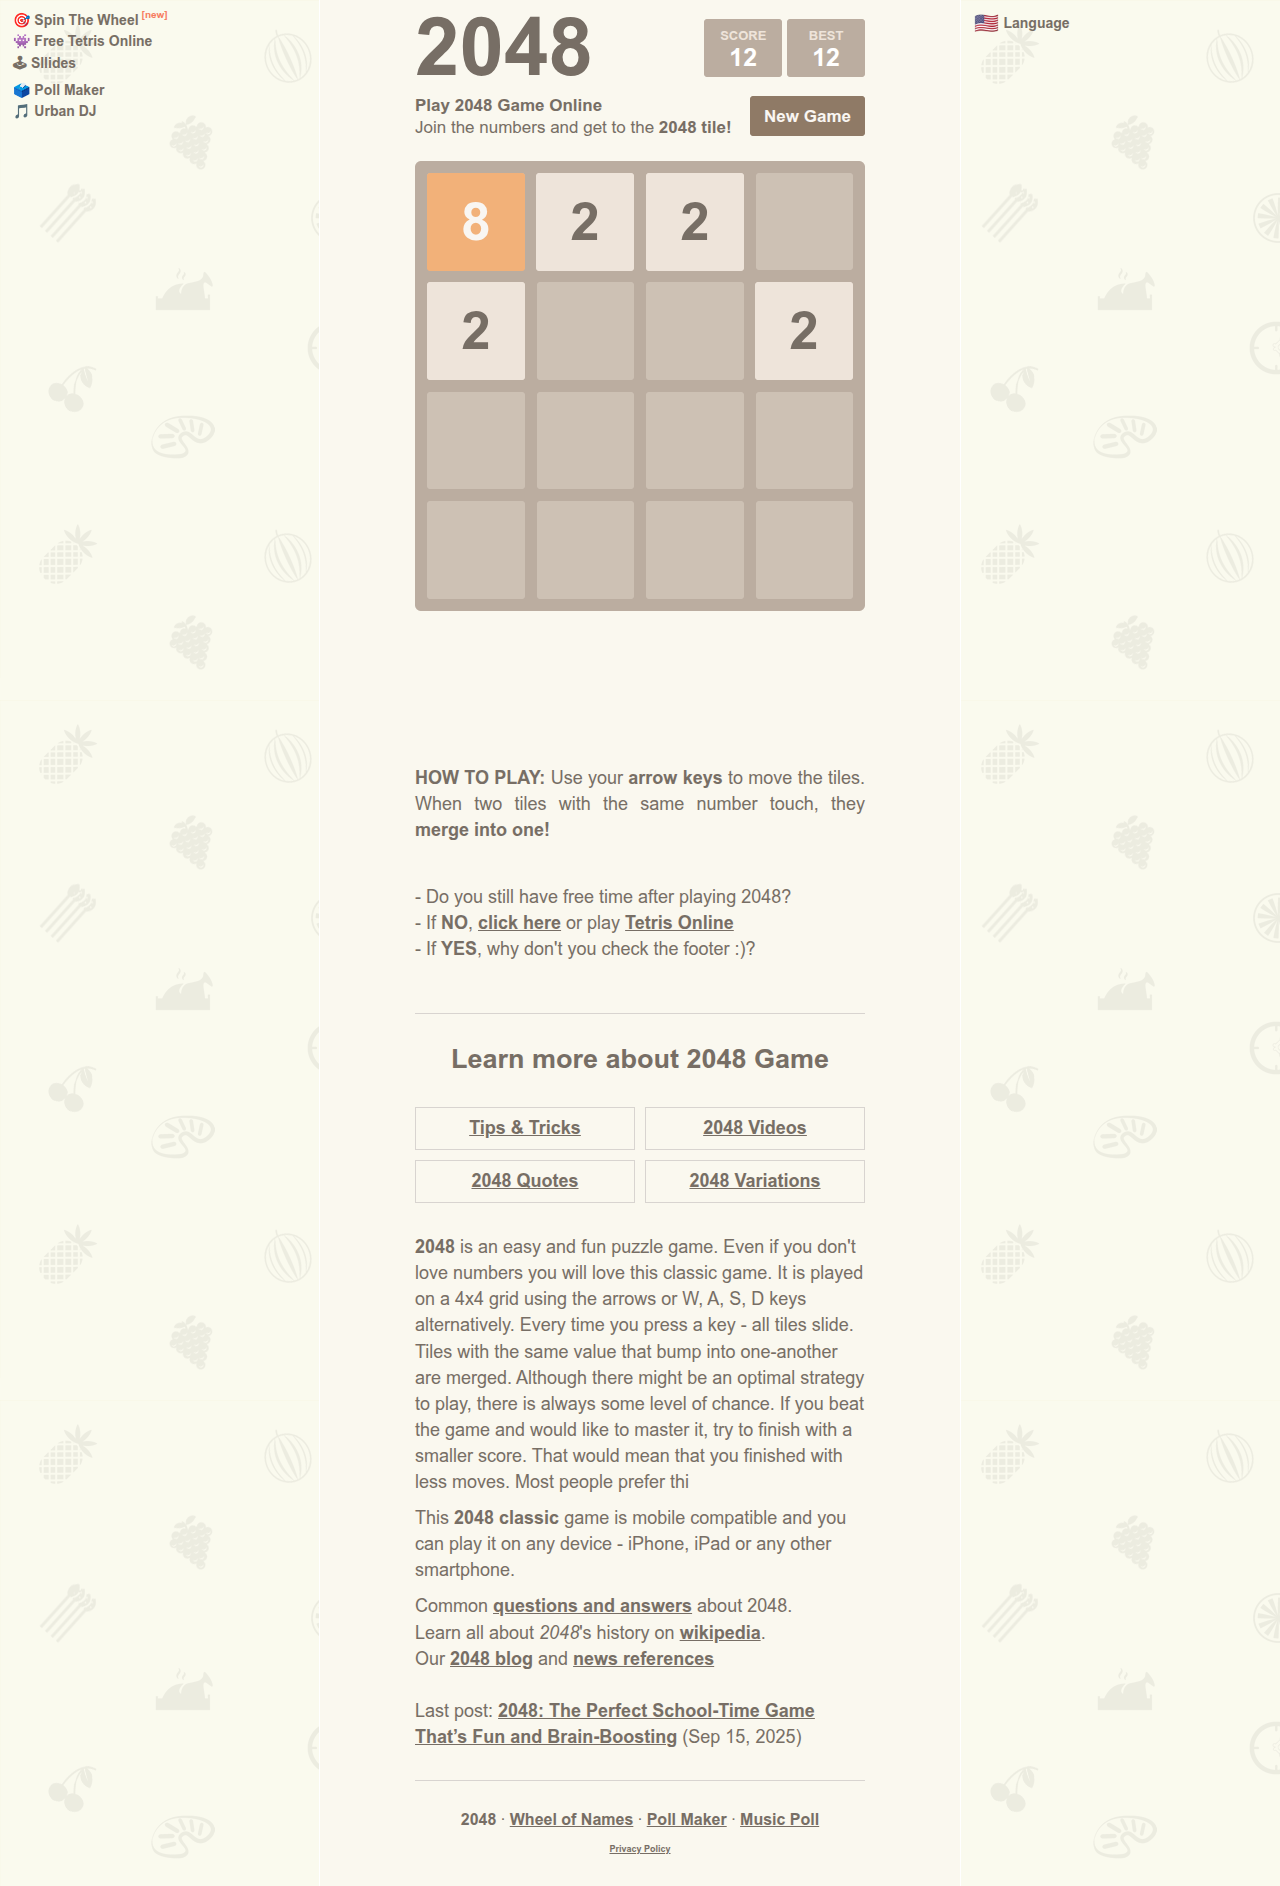 🎯 Spin The Wheel [new]
👾 Free Tetris Online
🕹 Sllides
🗳 Poll Maker
🎵 Urban DJ
🇺🇸 Language
2048
SCORE
12
BEST
12
Play 2048 Game Online
Join the numbers and get to the 2048 tile!
New Game
8 2 2
2 2
HOW TO PLAY: Use your arrow keys to move the tiles.
When two tiles with the same number touch, they
merge into one!
- Do you still have free time after playing 2048?
- If NO, click here or play Tetris Online
- If YES, why don't you check the footer :)?
Learn more about 2048 Game
Tips & Tricks
2048 Videos
2048 Quotes
2048 Variations
2048 is an easy and fun puzzle game. Even if you don't
love numbers you will love this classic game. It is played
on a 4x4 grid using the arrows or W, A, S, D keys
alternatively. Every time you press a key - all tiles slide.
Tiles with the same value that bump into one-another
are merged. Although there might be an optimal strategy
to play, there is always some level of chance. If you beat
the game and would like to master it, try to finish with a
smaller score. That would mean that you finished with
less moves. Most people prefer thi
This 2048 classic game is mobile compatible and you
can play it on any device - iPhone, iPad or any other
smartphone.
Common questions and answers about 2048.
Learn all about 2048's history on wikipedia.
Our 2048 blog and news references
Last post: 2048: The Perfect School-Time Game
That’s Fun and Brain-Boosting (Sep 15, 2025)
2048 · Wheel of Names · Poll Maker · Music Poll
Privacy Policy